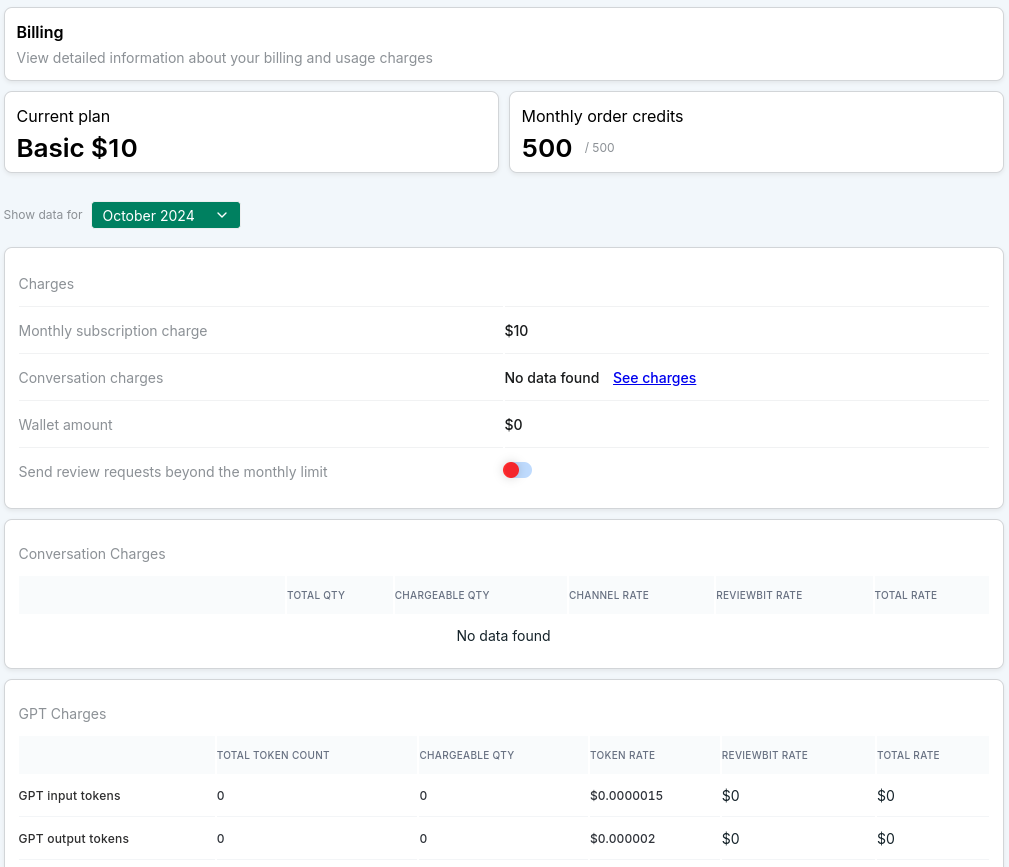 Billing
View detailed information about your billing and usage charges
Current plan
Basic $10
Monthly order credits
500 / 500
Show data for October 2024
Charges
Monthly subscription charge $10
Conversation charges No data found See charges
Wallet amount $0
Send review requests beyond the monthly limit
Conversation Charges
TOTAL QTY CHARGEABLE QTY CHANNEL RATE REVIEWBIT RATE TOTAL RATE
No data found
GPT Charges
TOTAL TOKEN COUNT CHARGEABLE QTY TOKEN RATE REVIEWBIT RATE TOTAL RATE
GPT input tokens 0 0 $0.0000015 $0 $0
GPT output tokens 0 0 $0.000002 $0 $0